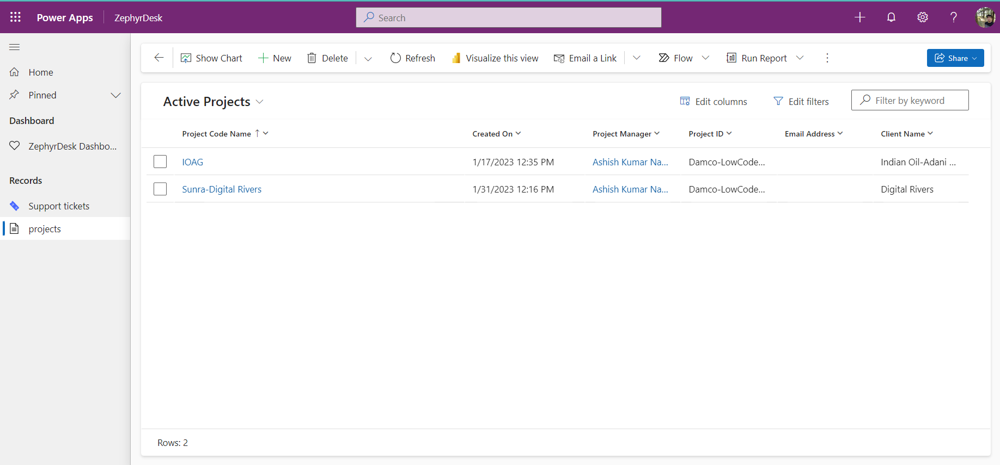 Power Apps ZephyrDesk Search
Show Chart New Delete Refresh Visualize this view Email a Link Flow Run Report Share
Home
Pinned
Dashboard
ZephyrDesk Dashbo...
Records
Support tickets
projects
Active Projects Edit columns Edit filters Filter by keyword
Project Code Name Created On Project Manager Project ID Email Address Client Name
IOAG 1/17/2023 12:35 PM Ashish Kumar Na... Damco-LowCode... Indian Oil-Adani ...
Sunra-Digital Rivers 1/31/2023 12:16 PM Ashish Kumar Na... Damco-LowCode... Digital Rivers
Rows: 2